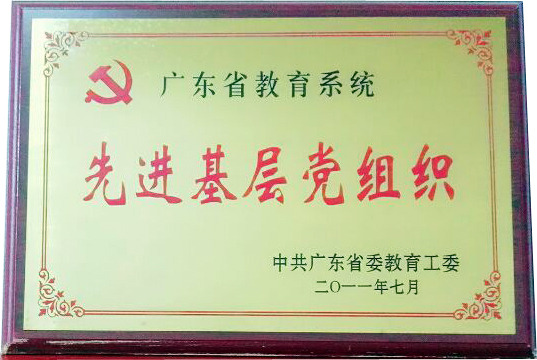 广东省教育系统
先进基层党组织
中共广东省委教育工委
二〇一一年七月